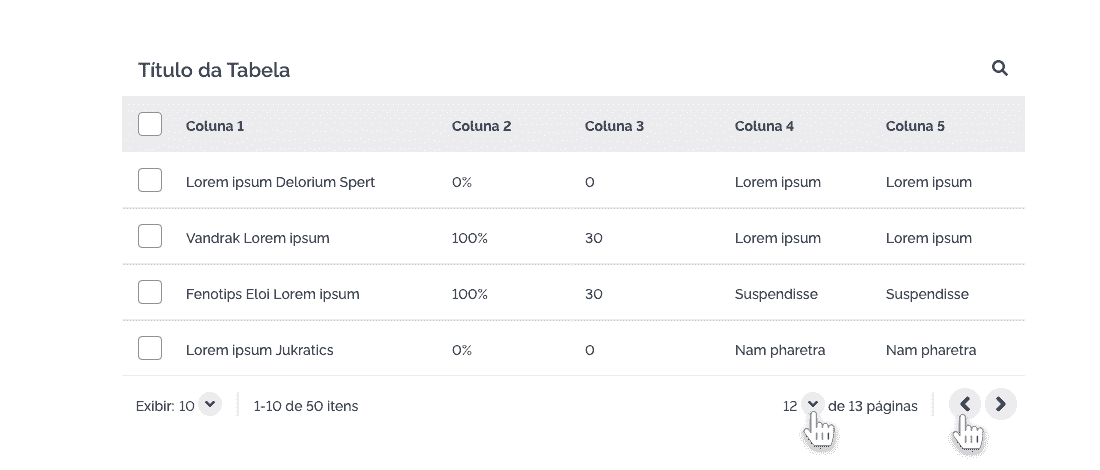 Título da Tabela
Coluna 1 Coluna 2 Coluna 3 Coluna 4 Coluna 5
Lorem ipsum Delorium Spert 0% 0 Lorem ipsum Lorem ipsum
Vandrak Lorem ipsum 100% 30 Lorem ipsum Lorem ipsum
Fenotips Eloi Lorem ipsum 100% 30 Suspendisse Suspendisse
Lorem ipsum Jukratics 0% 0 Nam pharetra Nam pharetra
Exibir: 10 1-10 de 50 itens 12 de 13 páginas